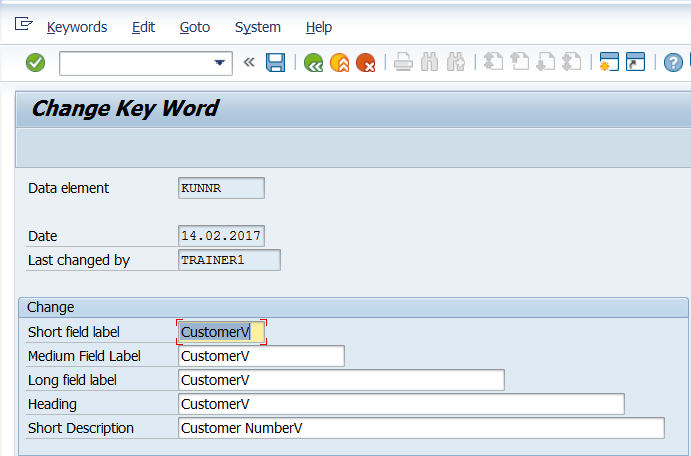 Keywords Edit Goto System Help
Change Key Word
Data element KUNNR
Date 14.02.2017
Last changed by TRAINER1
Change
Short field label CustomerV
Medium Field Label CustomerV
Long field label CustomerV
Heading CustomerV
Short Description Customer NumberV